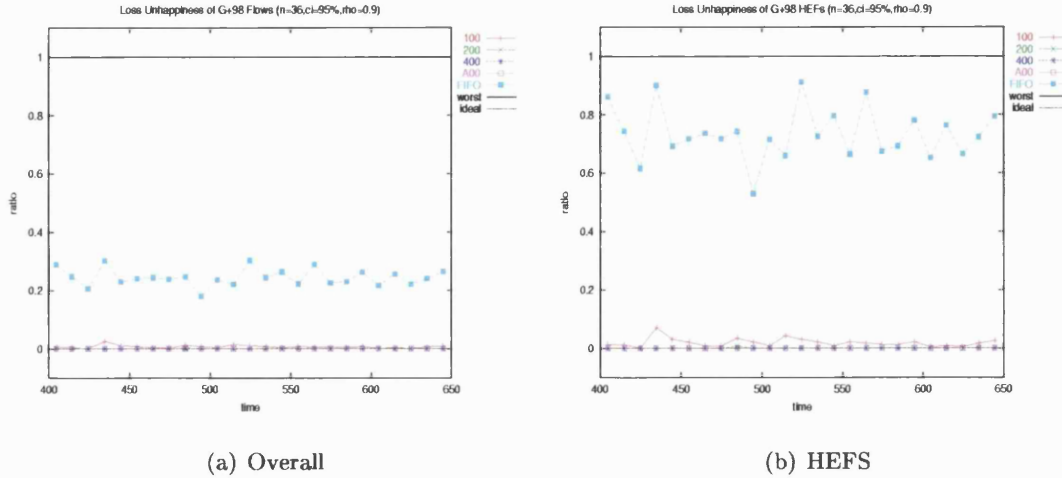 Loss Unhappiness of G+98 Flows (n=36,ci=95%,rho=0.9)
100
200
400
A00
FIFO
worst
ideal
1
0.8
0.6
0.4
0.2
0
ratio
400
450
500
550
600
650
time
(a) Overall
Loss Unhappiness of G+98 HEFs (n=36,ci=95%,rho=0.9)
100
200
400
A00
FIFO
worst
ideal
1
0.8
0.6
0.4
0.2
0
ratio
400
450
500
550
600
650
time
(b) HEFS